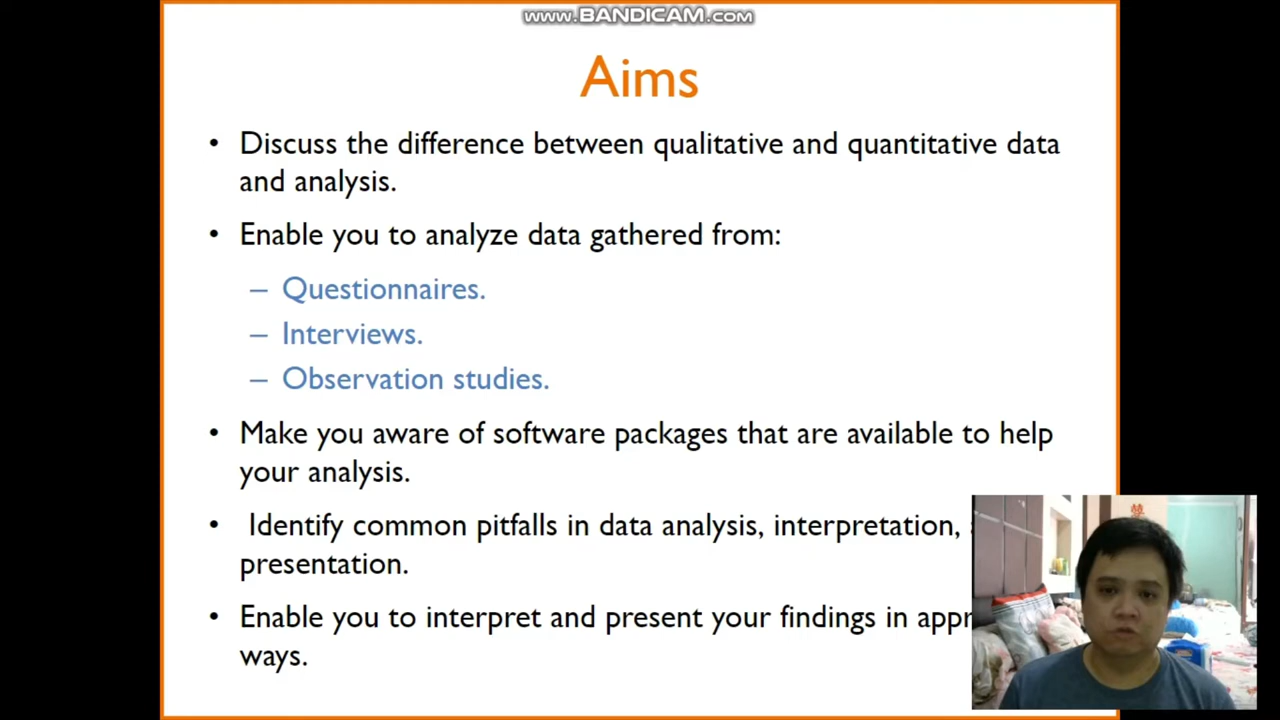 www.BANDICAM.com
Aims
• Discuss the difference between qualitative and quantitative data
and analysis.
• Enable you to analyze data gathered from:
– Questionnaires.
– Interviews.
– Observation studies.
• Make you aware of software packages that are available to help
your analysis.
• Identify common pitfalls in data analysis, interpretation,
presentation.
• Enable you to interpret and present your findings in
ways.